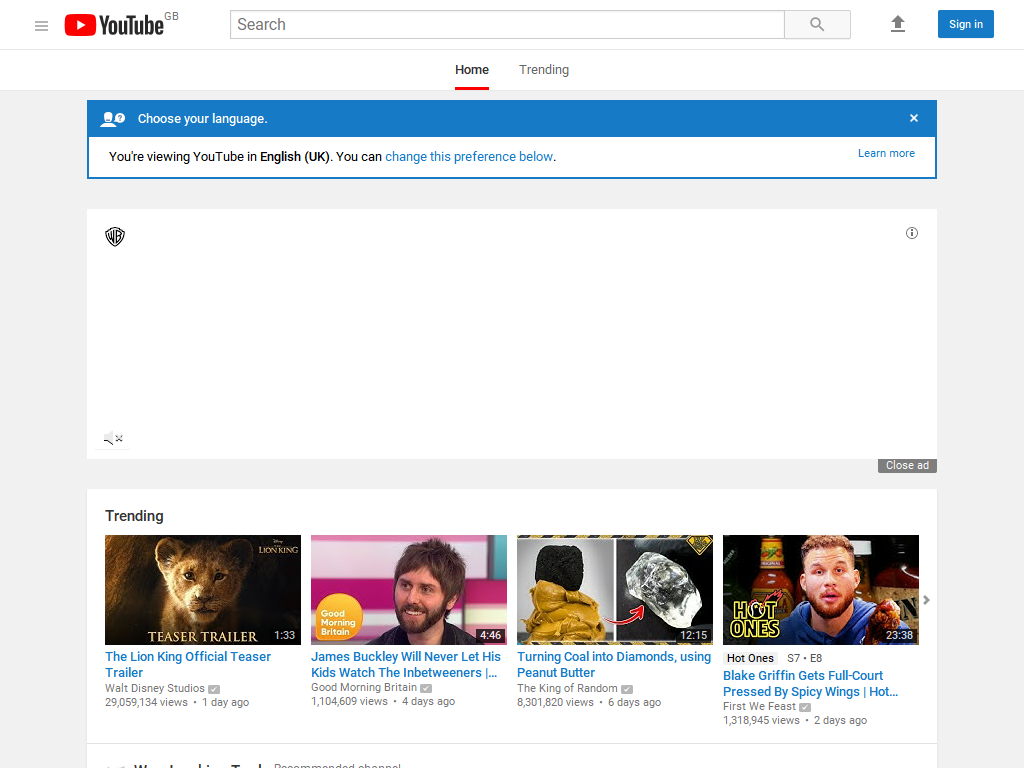 YouTube GB
Search
Sign in
Home
Trending
Choose your language.
×
You're viewing YouTube in English (UK). You can change this preference below.
Learn more
WB
Close ad
Trending
Disney
THE LION KING
TEASER TRAILER
1:33
Good
Morning
Britain
4:46
12:15
HOT
ONES
23:38
The Lion King Official Teaser
Trailer
Walt Disney Studios
29,059,134 views • 1 day ago
James Buckley Will Never Let His
Kids Watch The Inbetweeners |...
Good Morning Britain
1,104,609 views • 4 days ago
Turning Coal into Diamonds, using
Peanut Butter
The King of Random
8,301,820 views • 6 days ago
Hot Ones S7 • E8
Blake Griffin Gets Full-Court
Pressed By Spicy Wings | Hot...
First We Feast
1,318,945 views • 2 days ago
Recommended channel